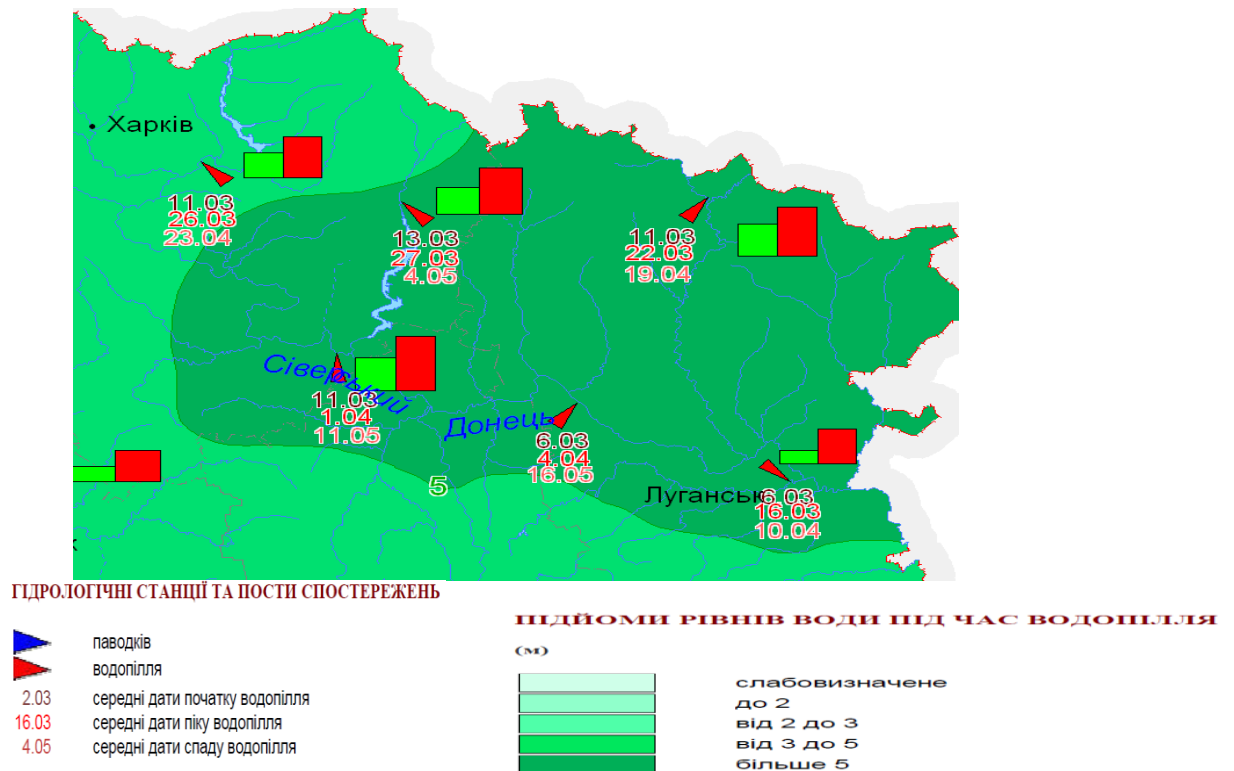 Харків
11.03
26.03
23.04
13.03
27.03
4.05
11.03
22.03
19.04
Сіверський
11.03
1.04
11.05
Донець
6.03
4.04
16.05
5
Луганськ
6.03
16.03
10.04
к
ГІДРОЛОГІЧНІ СТАНЦІЇ ТА ПОСТИ СПОСТЕРЕЖЕНЬ
паводків
водопілля
2.03 середні дати початку водопілля
16.03 середні дати піку водопілля
4.05 середні дати спаду водопілля
ПІДЙОМИ РІВНІВ ВОДИ ПІД ЧАС ВОДОПІЛЛЯ
(м)
слабовизначене
до 2
від 2 до 3
від 3 до 5
більше 5